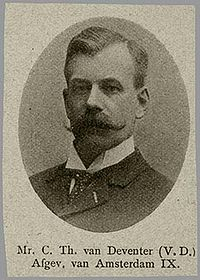 Mr. C. Th. van Deventer (V. D.)
Afgev. van Amsterdam IX.